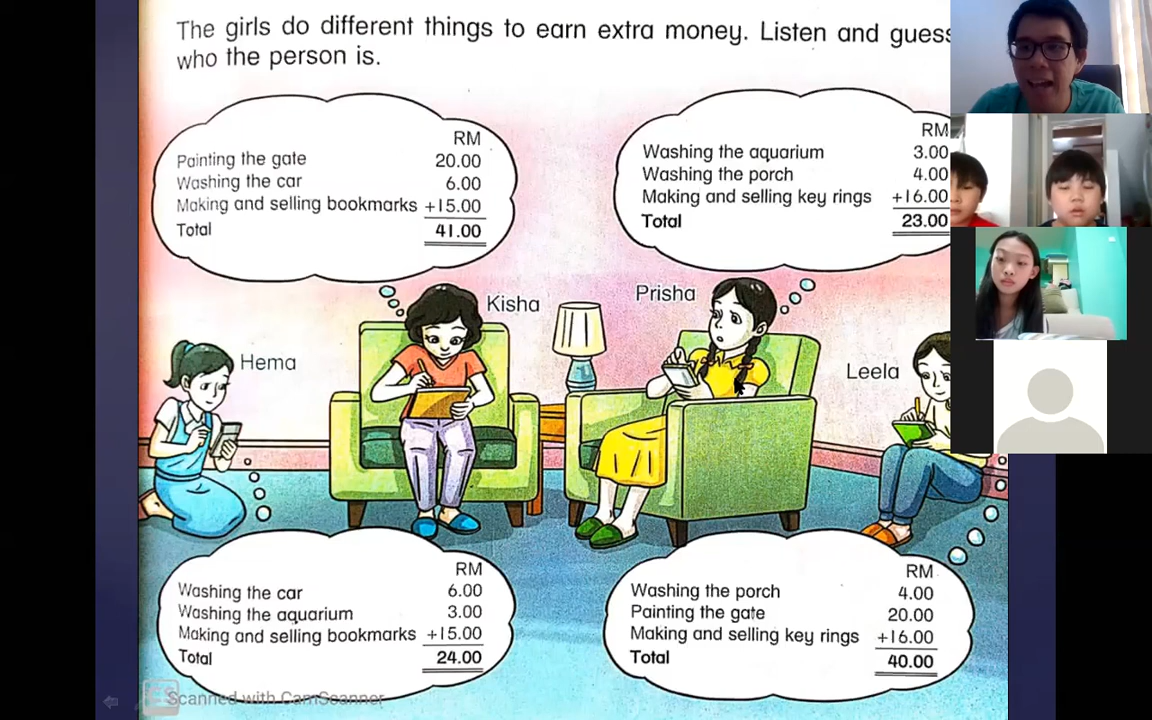 The girls do different things to earn extra money. Listen and guess
who the person is.
RM
Painting the gate 20.00
Washing the car 6.00
Making and selling bookmarks +15.00
Total 41.00
RM
Washing the aquarium 3.00
Washing the porch 4.00
Making and selling key rings +16.00
Total 23.00
Kisha
Prisha
Hema
Leela
RM
Washing the car 6.00
Washing the aquarium 3.00
Making and selling bookmarks +15.00
Total 24.00
RM
Washing the porch 4.00
Painting the gate 20.00
Making and selling key rings +16.00
Total 40.00
CS Scanned with CamScanner